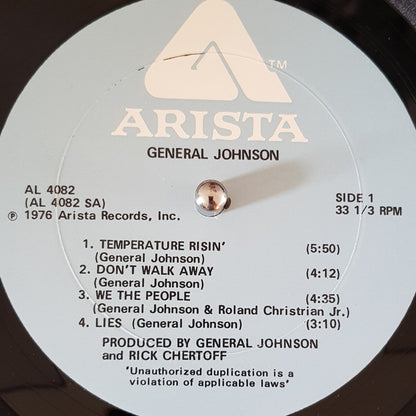 TM
ARISTA
GENERAL JOHNSON
AL 4082
(AL 4082 SA)
℗ 1976 Arista Records, Inc.
SIDE 1
33 1/3 RPM
1. TEMPERATURE RISIN' (5:50)
(General Johnson)
2. DON'T WALK AWAY (4:12)
(General Johnson)
3. WE THE PEOPLE (4:35)
(General Johnson & Roland Christrian Jr.)
4. LIES (General Johnson) (3:10)
PRODUCED BY GENERAL JOHNSON
and RICK CHERTOFF
"Unauthorized duplication is a
violation of applicable laws"